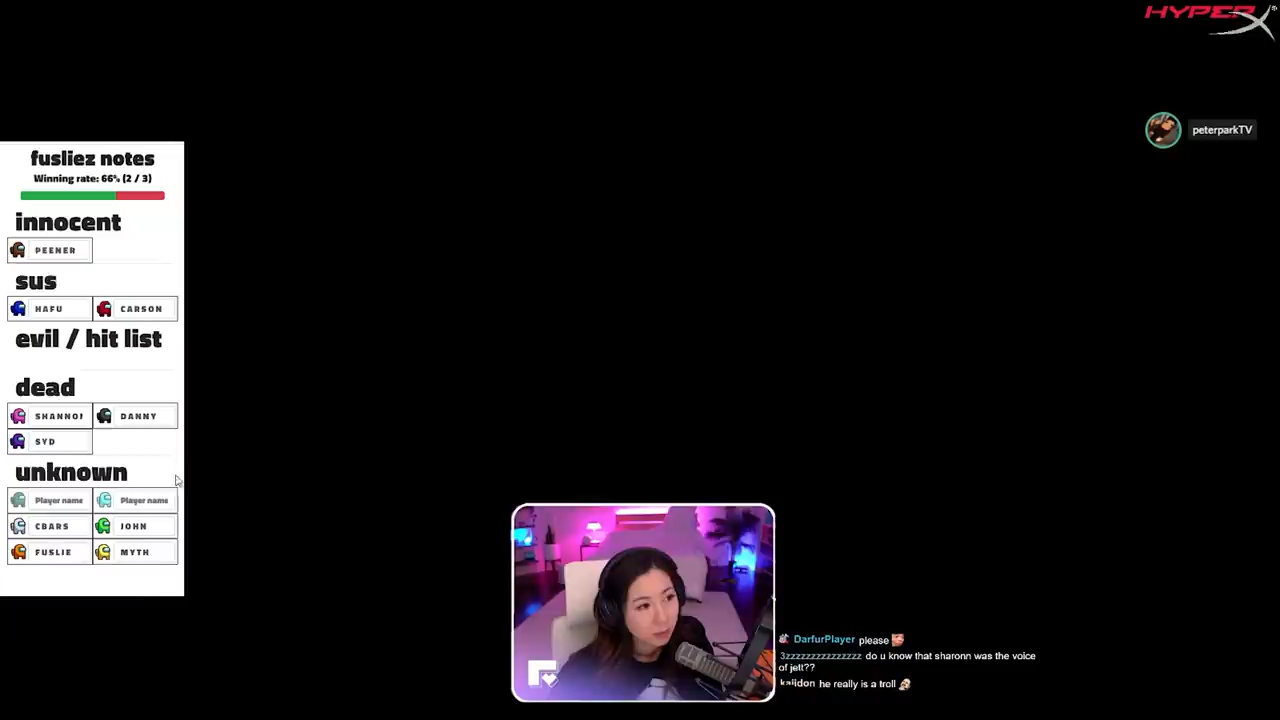 HYPERX
peterparkTV
fusliez notes
Winning rate: 66% (2 / 3)
innocent
PEENER
sus
HAFU CARSON
evil / hit list
dead
SHANNO DANNY
SYD
unknown
Player name Player name
CBARS JOHN
FUSLIE MYTH
DarfurPlayer please
3zzzzzzzzzzzzzzz do u know that sharonn was the voice
of jett??
kaiidon he really is a troll